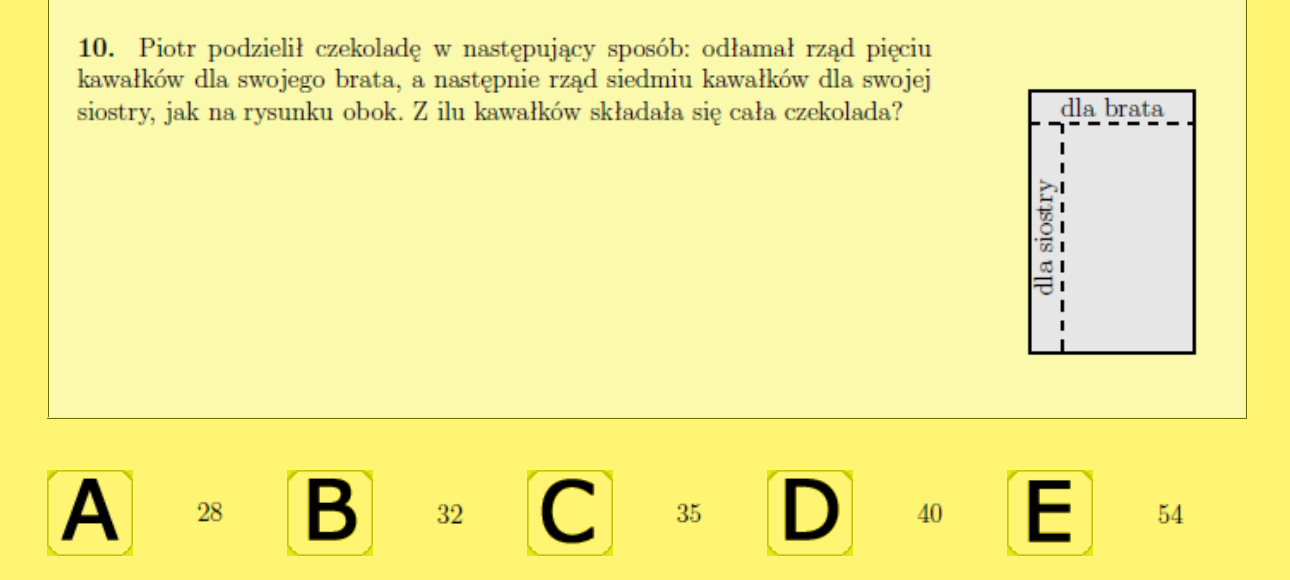 10. Piotr podzielił czekoladę w następujący sposób: odłamał rząd pięciu
kawałków dla swojego brata, a następnie rząd siedmiu kawałków dla swojej
siostry, jak na rysunku obok. Z ilu kawałków składała się cała czekolada?
dla brata
dla siostry
A 28 B 32 C 35 D 40 E 54